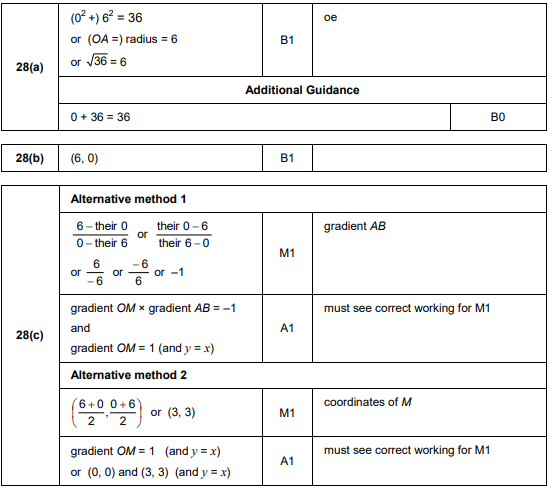 28(a)
(0² +) 6² = 36
or (OA =) radius = 6
or √36 = 6
B1
oe
Additional Guidance
0 + 36 = 36
B0
28(b)
(6, 0)
B1
28(c)
Alternative method 1
6 – their 0 / 0 – their 6 or their 0 – 6 / their 6 – 0
or 6 / – 6 or – 6 / 6 or –1
M1
gradient AB
gradient OM × gradient AB = –1
and
gradient OM = 1 (and y = x)
A1
must see correct working for M1
Alternative method 2
(6 + 0 / 2, 0 + 6 / 2) or (3, 3)
M1
coordinates of M
gradient OM = 1 (and y = x)
or (0, 0) and (3, 3) (and y = x)
A1
must see correct working for M1